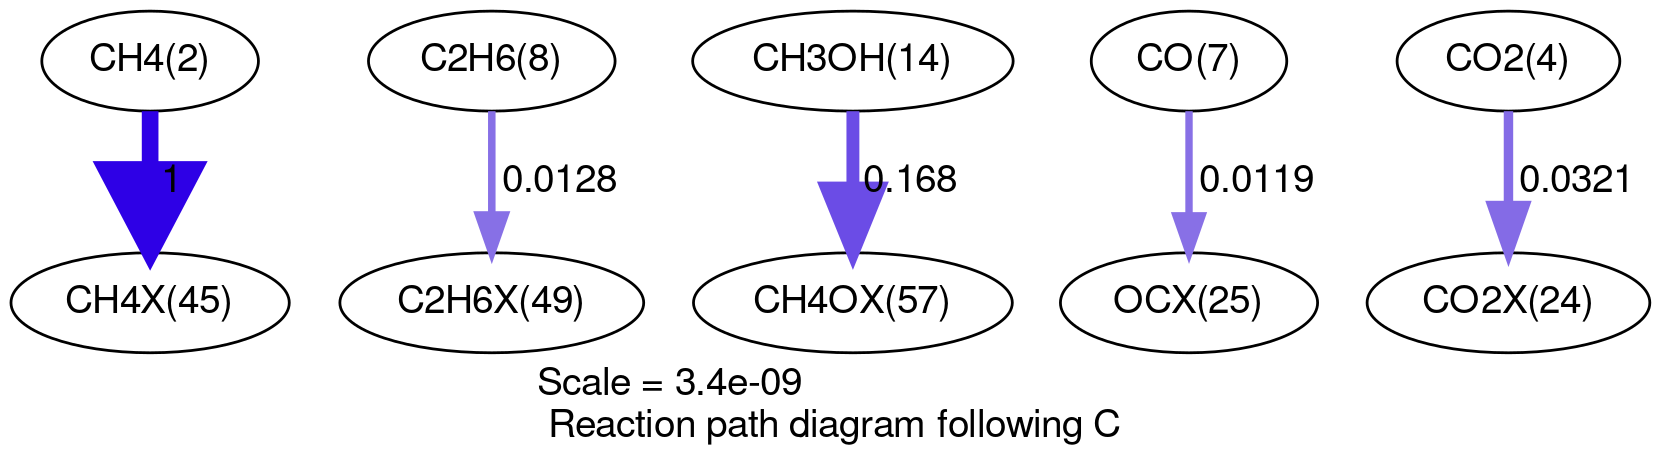 CH4(2)
C2H6(8)
CH3OH(14)
CO(7)
CO2(4)
1
0.0128
0.168
0.0119
0.0321
CH4X(45)
C2H6X(49)
CH4OX(57)
OCX(25)
CO2X(24)
Scale = 3.4e-09
Reaction path diagram following C